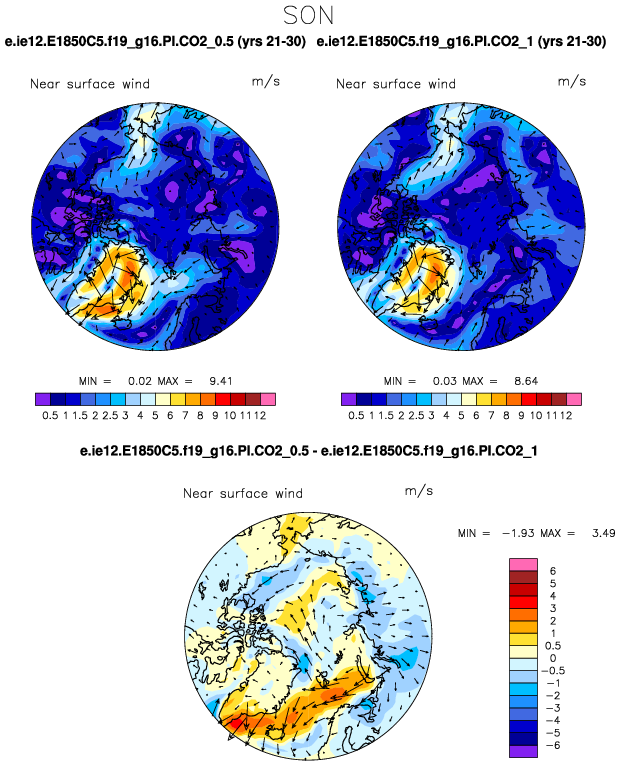 SON
e.ie12.E1850C5.f19_g16.PI.CO2_0.5 (yrs 21-30) e.ie12.E1850C5.f19_g16.PI.CO2_1 (yrs 21-30)
Near surface wind m/s Near surface wind m/s
MIN = 0.02 MAX = 9.41 MIN = 0.03 MAX = 8.64
0.5 1 1.5 2 2.5 3 4 5 6 7 8 9 10 11 12 0.5 1 1.5 2 2.5 3 4 5 6 7 8 9 10 11 12
e.ie12.E1850C5.f19_g16.PI.CO2_0.5 - e.ie12.E1850C5.f19_g16.PI.CO2_1
Near surface wind m/s
MIN = -1.93 MAX = 3.49
6
5
4
3
2
1
0.5
0
-0.5
-1
-2
-3
-4
-5
-6